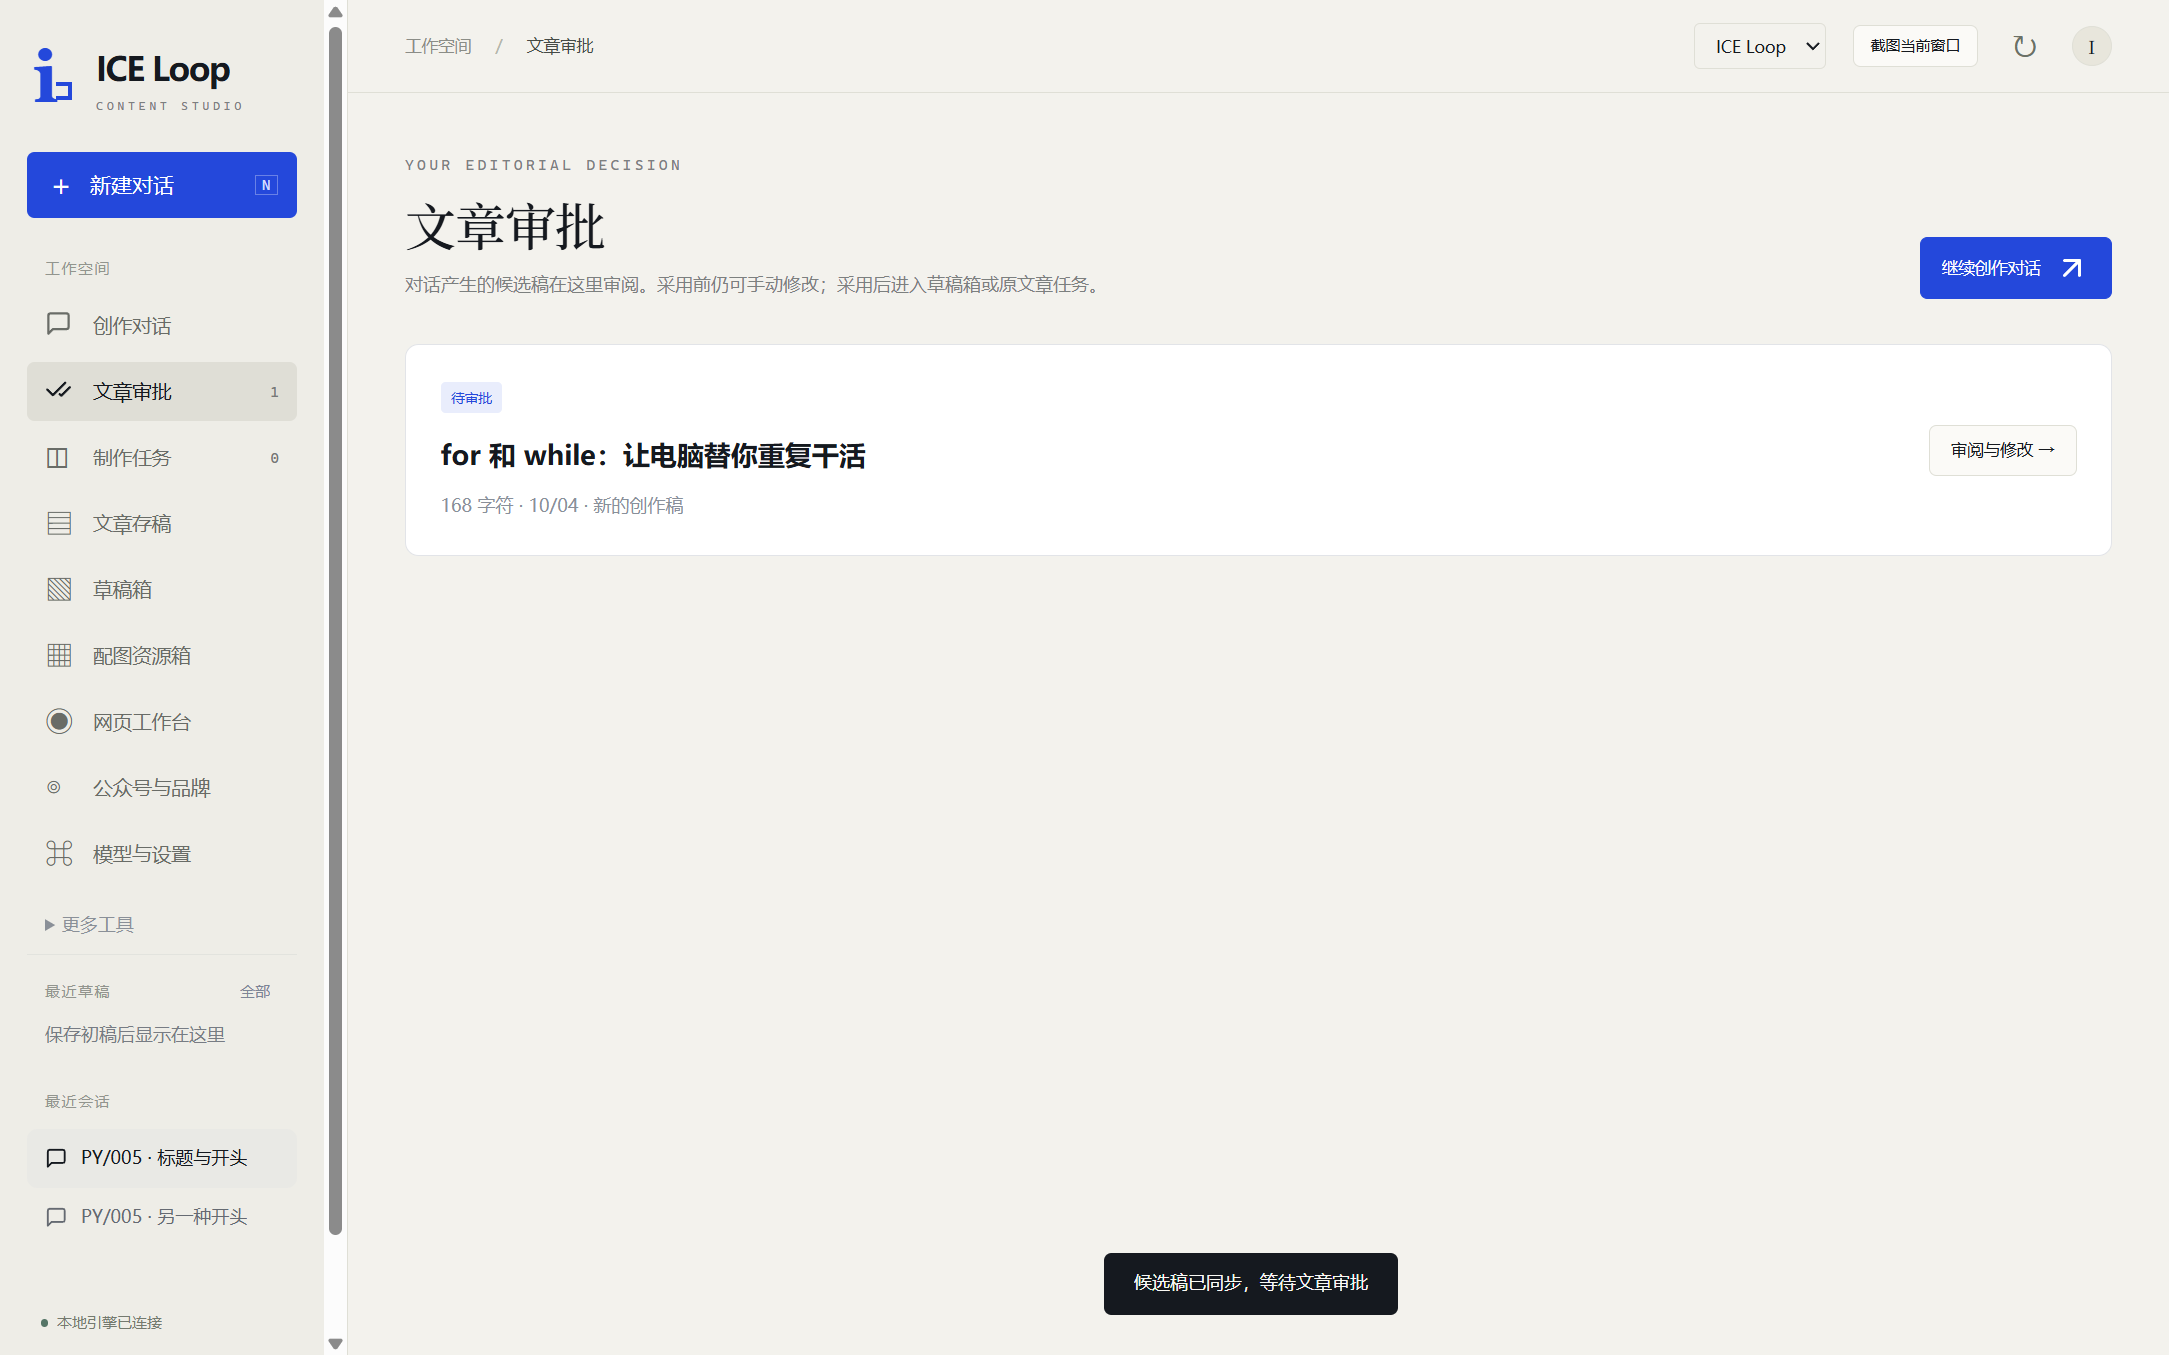 ICE Loop
CONTENT STUDIO
+ 新建对话 N
工作空间
创作对话
文章审批 1
制作任务 0
文章存稿
草稿箱
配图资源箱
网页工作台
公众号与品牌
模型与设置
更多工具
最近草稿 全部
保存初稿后显示在这里
最近会话
PY/005 · 标题与开头
PY/005 · 另一种开头
本地引擎已连接
工作空间 / 文章审批
ICE Loop
截图当前窗口
I
YOUR EDITORIAL DECISION
文章审批
对话产生的候选稿在这里审阅。采用前仍可手动修改；采用后进入草稿箱或原文章任务。
继续创作对话
待审批
for 和 while：让电脑替你重复干活
168 字符 · 10/04 · 新的创作稿
审阅与修改 →
候选稿已同步，等待文章审批